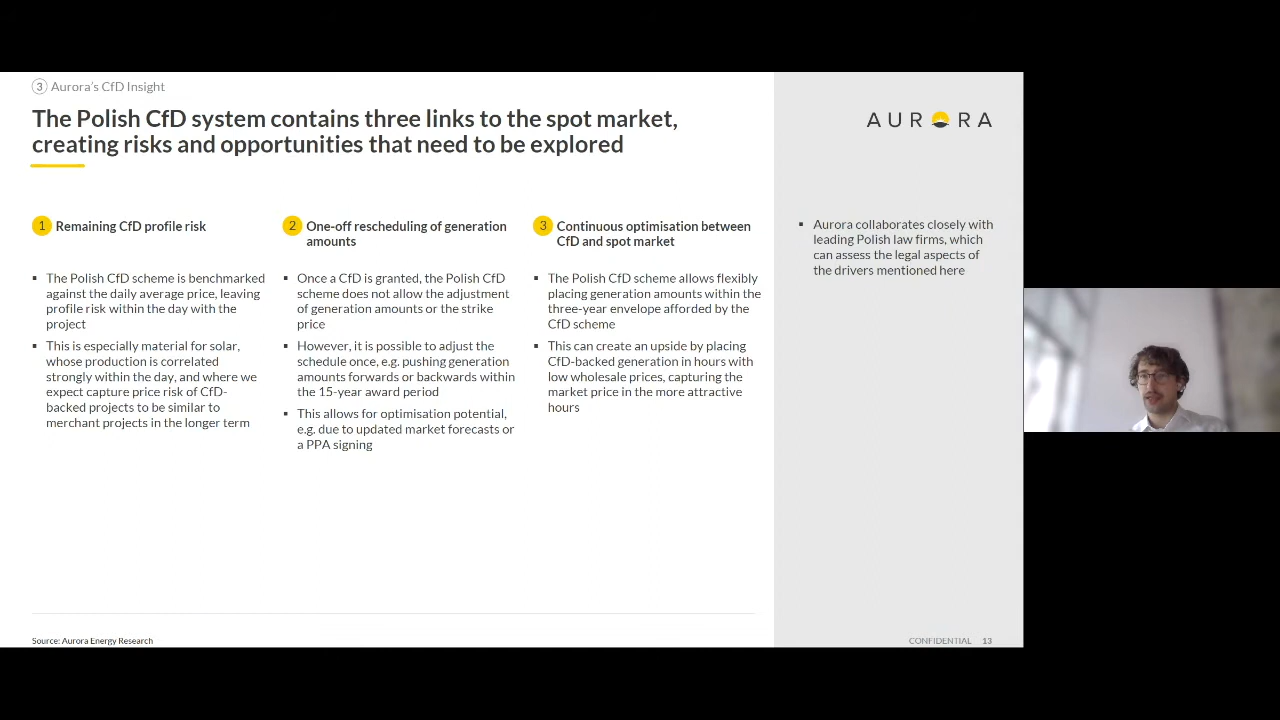 3 Aurora's CfD Insight
The Polish CfD system contains three links to the spot market,
creating risks and opportunities that need to be explored
AURORA
1 Remaining CfD profile risk
▪ The Polish CfD scheme is benchmarked
against the daily average price, leaving
profile risk within the day with the
project
▪ This is especially material for solar,
whose production is correlated
strongly within the day, and where we
expect capture price risk of CfD-
backed projects to be similar to
merchant projects in the longer term
2 One-off rescheduling of generation
amounts
▪ Once a CfD is granted, the Polish CfD
scheme does not allow the adjustment
of generation amounts or the strike
price
▪ However, it is possible to adjust the
schedule once, e.g. pushing generation
amounts forwards or backwards within
the 15-year award period
▪ This allows for optimisation potential,
e.g. due to updated market forecasts or
a PPA signing
3 Continuous optimisation between
CfD and spot market
▪ The Polish CfD scheme allows flexibly
placing generation amounts within the
three-year envelope afforded by the
CfD scheme
▪ This can create an upside by placing
CfD-backed generation in hours with
low wholesale prices, capturing the
market price in the more attractive
hours
▪ Aurora collaborates closely with
leading Polish law firms, which
can assess the legal aspects of
the drivers mentioned here
Source: Aurora Energy Research
CONFIDENTIAL 13